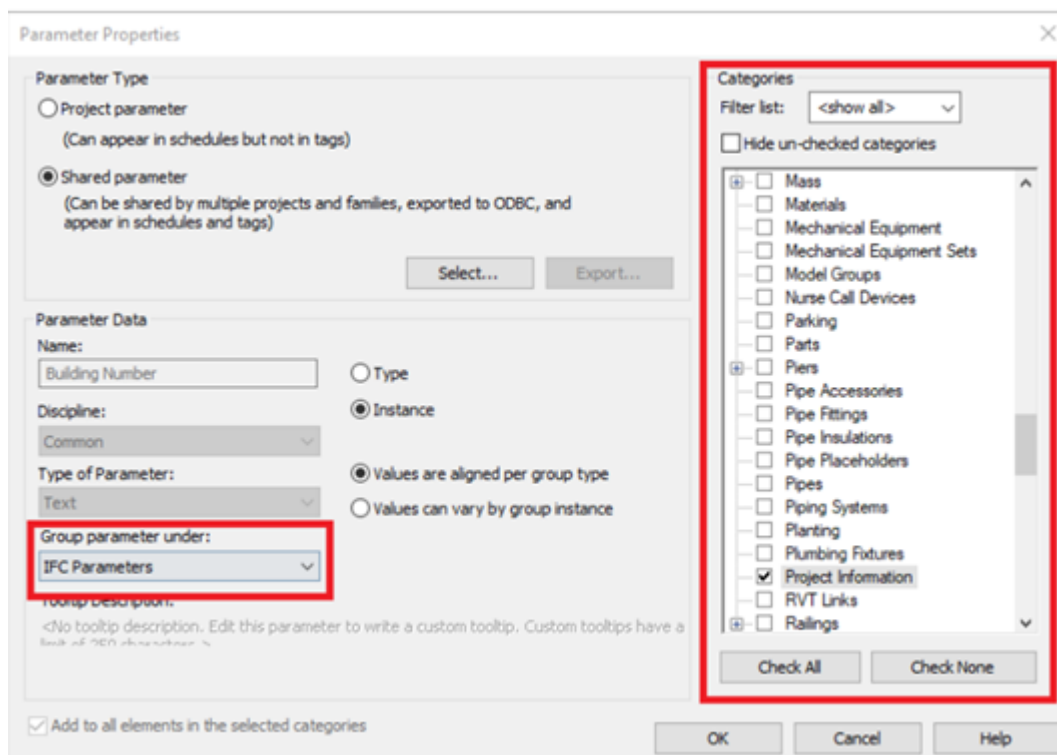 Parameter Properties
Parameter Type
Project parameter
(Can appear in schedules but not in tags)
Shared parameter
(Can be shared by multiple projects and families, exported to ODBC, and
appear in schedules and tags)
Select...
Export...
Parameter Data
Name:
Building Number
Type
Discipline:
Instance
Common
Type of Parameter:
Values are aligned per group type
Text
Values can vary by group instance
Group parameter under:
IFC Parameters
Tooltip Description:
<No tooltip description. Edit this parameter to write a custom tooltip. Custom tooltips have a
limit of 250 characters.>
Add to all elements in the selected categories
Categories
Filter list:
<show all>
Hide un-checked categories
Mass
Materials
Mechanical Equipment
Mechanical Equipment Sets
Model Groups
Nurse Call Devices
Parking
Parts
Piers
Pipe Accessories
Pipe Fittings
Pipe Insulations
Pipe Placeholders
Pipes
Piping Systems
Planting
Plumbing Fixtures
Project Information
RVT Links
Railings
Check All
Check None
OK
Cancel
Help